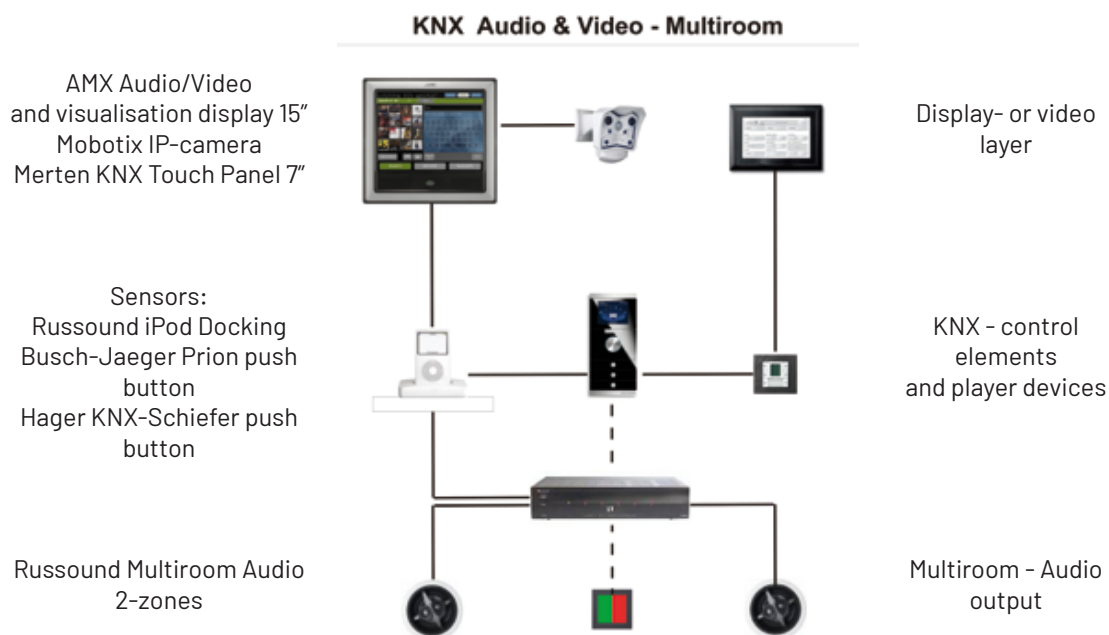 KNX Audio & Video - Multiroom
AMX Audio/Video
and visualisation display 15”
Mobotix IP-camera
Merten KNX Touch Panel 7”
Display- or video
layer
Sensors:
Russound iPod Docking
Busch-Jaeger Prion push
button
Hager KNX-Schiefer push
button
KNX - control
elements
and player devices
Russound Multiroom Audio
2-zones
Multiroom - Audio
output